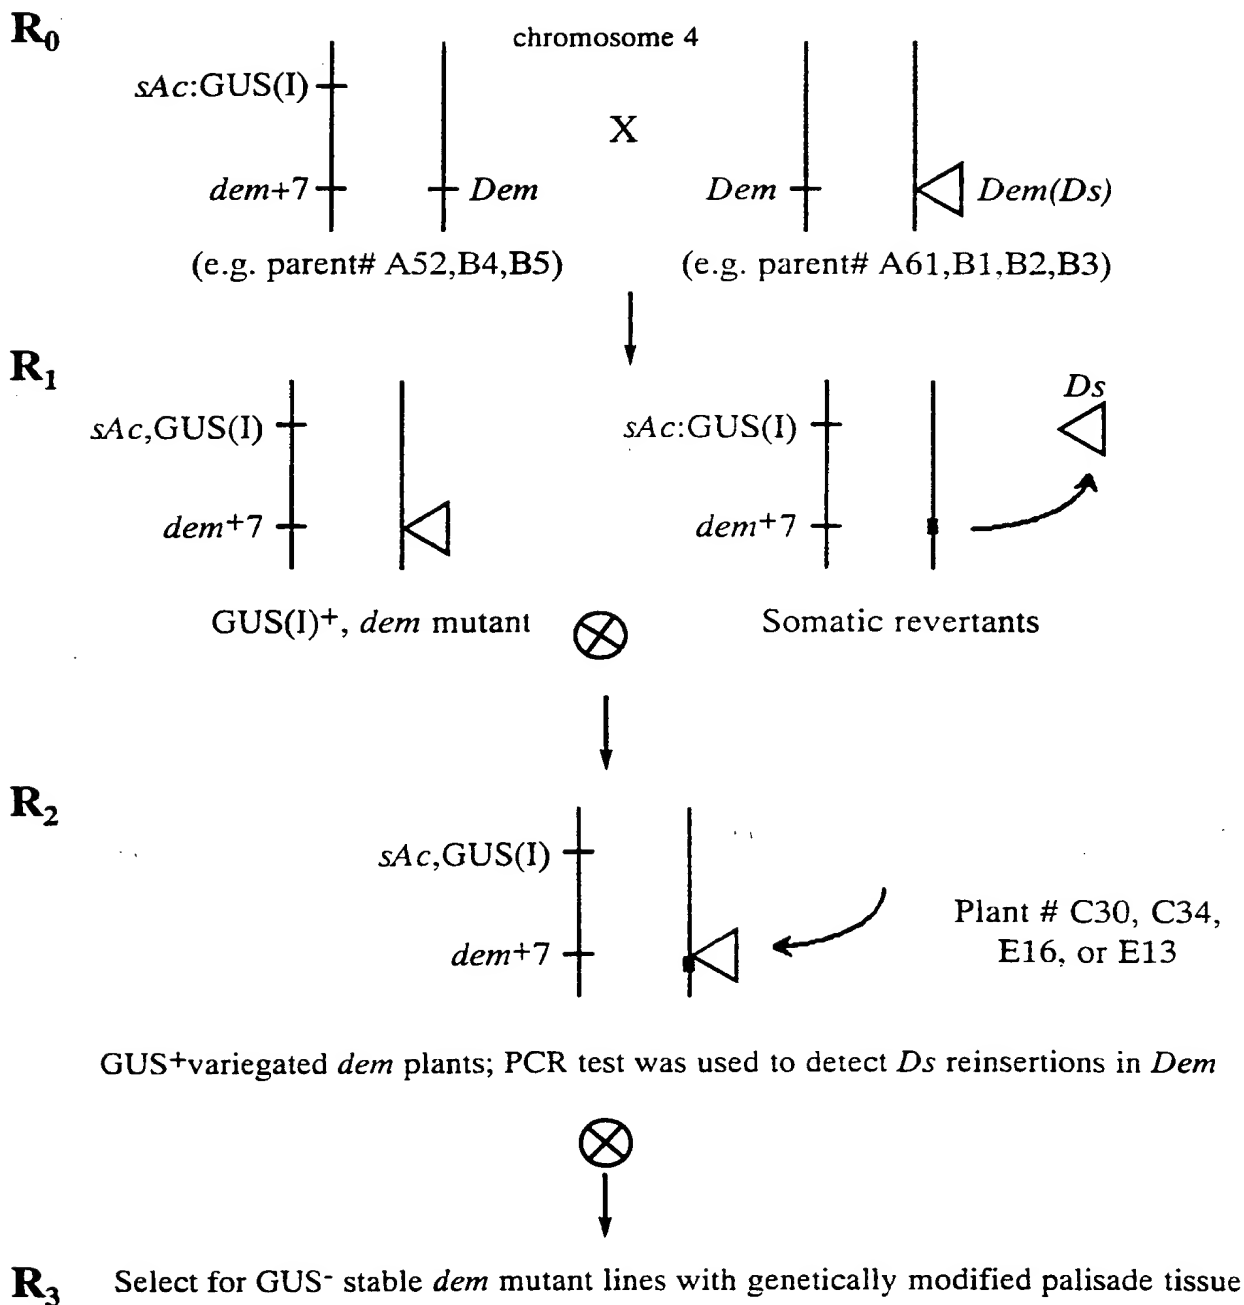 R0
chromosome 4
sAc:GUS(I)
X
dem+7
Dem
Dem
Dem(Ds)
(e.g. parent# A52,B4,B5)
(e.g. parent# A61,B1,B2,B3)
R1
Ds
sAc,GUS(I)
sAc:GUS(I)
dem+7
dem+7
GUS(I)+, dem mutant
Somatic revertants
R2
sAc,GUS(I)
Plant # C30, C34,
E16, or E13
dem+7
GUS+variegated dem plants; PCR test was used to detect Ds reinsertions in Dem
R3 Select for GUS- stable dem mutant lines with genetically modified palisade tissue